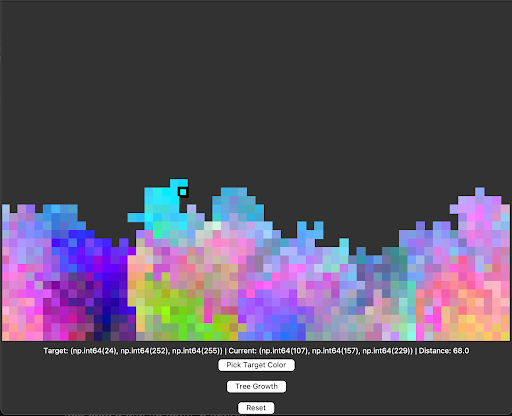 Target: (np.int64(24), np.int64(252), np.int64(255)) | Current: (np.int64(107), np.int64(157), np.int64(229)) | Distance: 68.0
Pick Target Color
Tree Growth
Reset